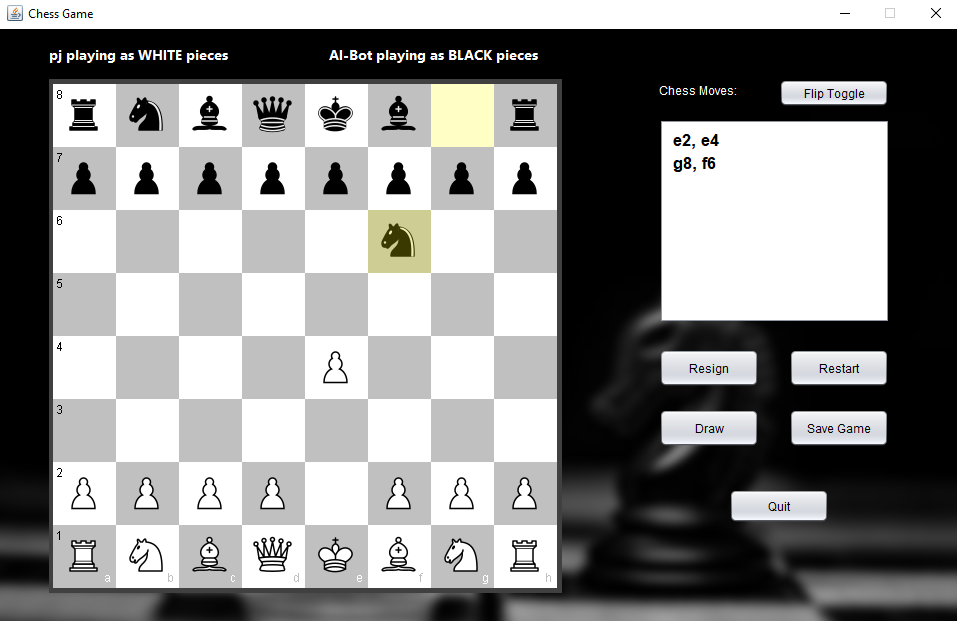 Chess Game
pj playing as WHITE pieces
AI-Bot playing as BLACK pieces
Chess Moves:
Flip Toggle
e2, e4
g8, f6
8
7
6
5
4
3
2
1
a b c d e f g h
Resign
Restart
Draw
Save Game
Quit